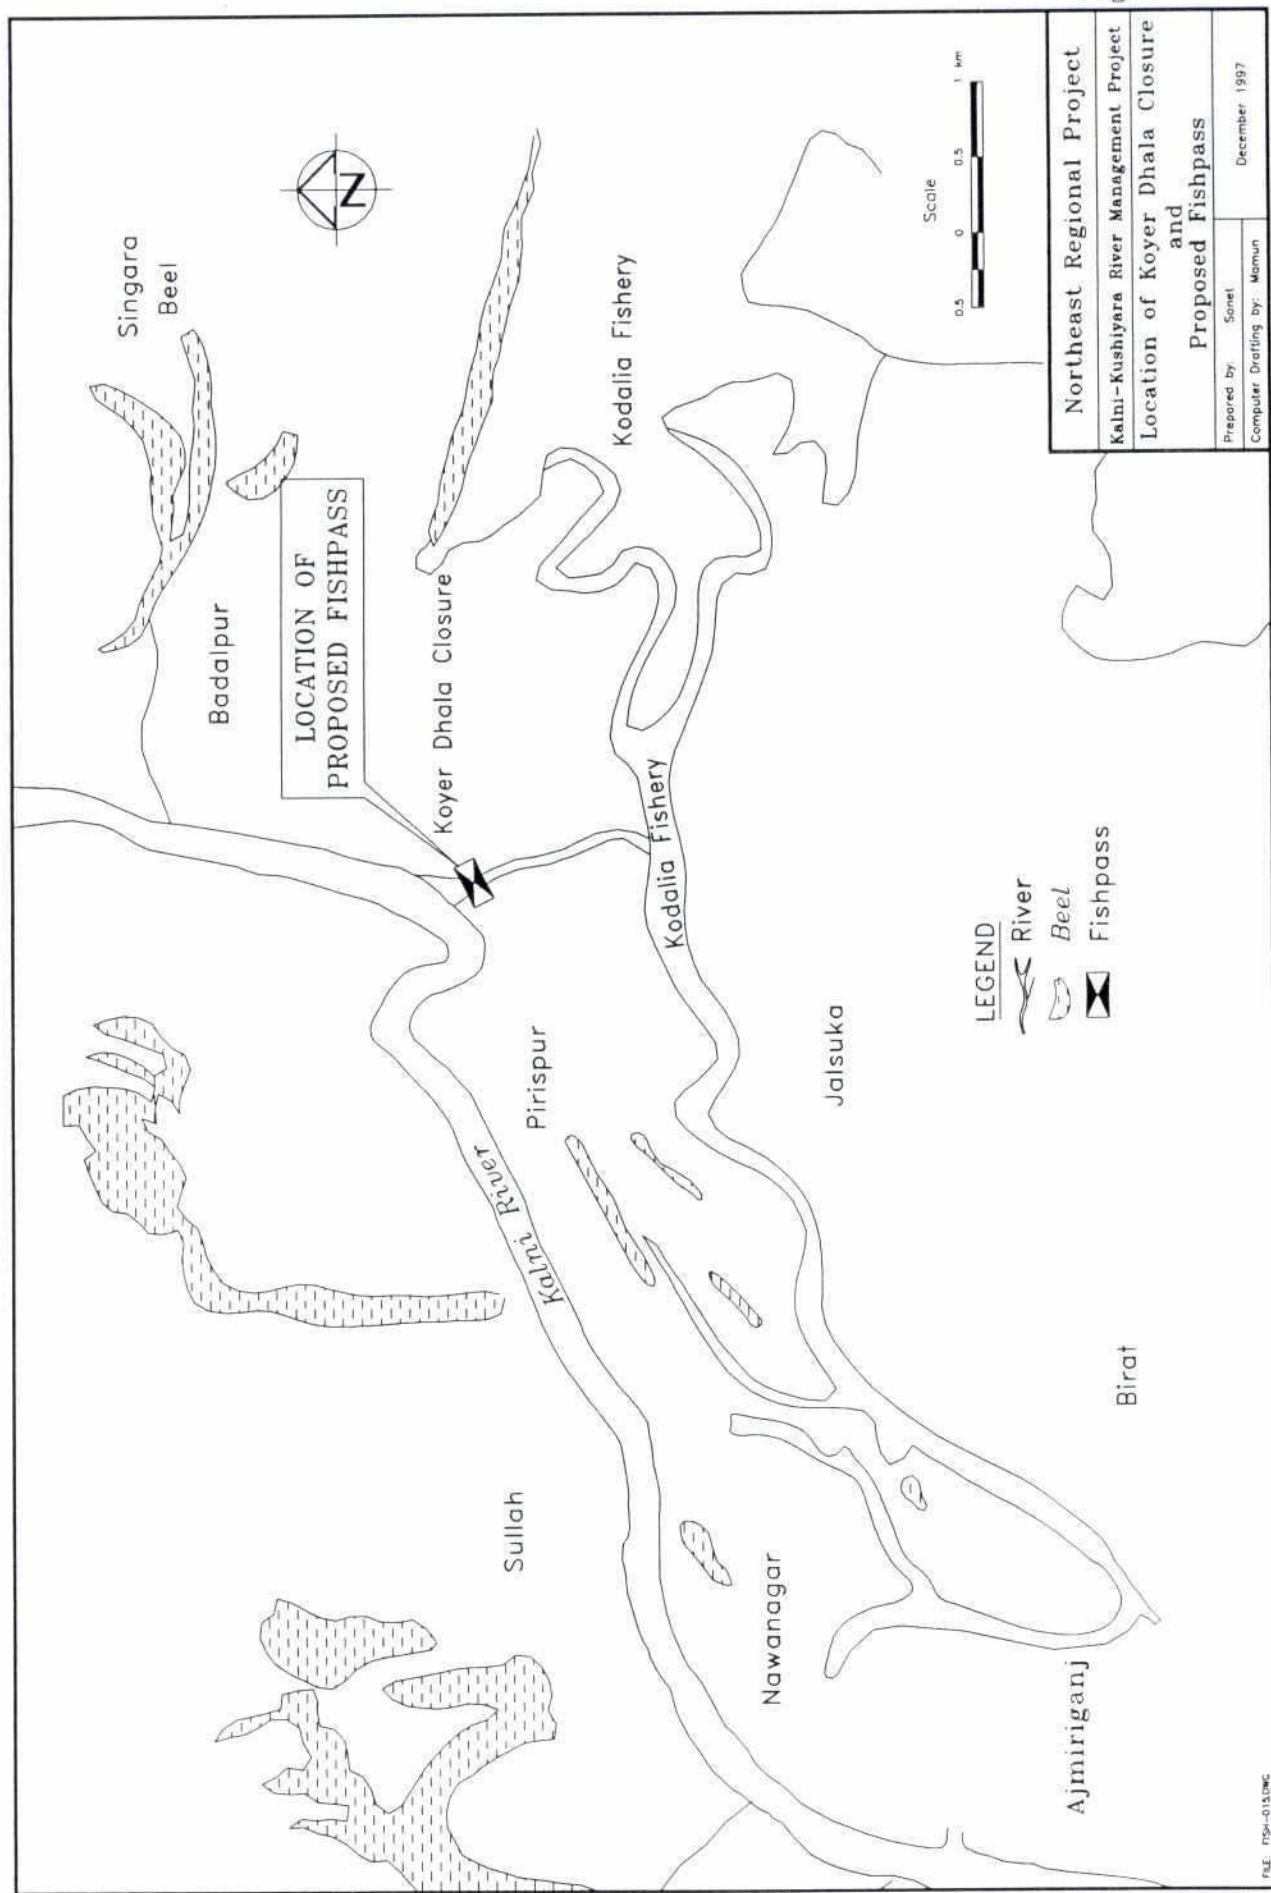 Singara
Beel
Badalpur
LOCATION OF
PROPOSED FISHPASS
Koyer Dhala Closure
Kodalia Fishery
Kodalia Fishery
Kalni River
Pirispur
Jalsuka
Sullah
Nawanagar
Birat
Ajmiriganj
N
LEGEND
River
Beel
Fishpass
Scale
0.5 0 0.5 1 km
Northeast Regional Project
Kalni-Kushiyara River Management Project
Location of Koyer Dhala Closure
and
Proposed Fishpass
Prepared by: Sonet
Computer Drafting by: Mamun
December 1997
FILE: FISH-015.DWG